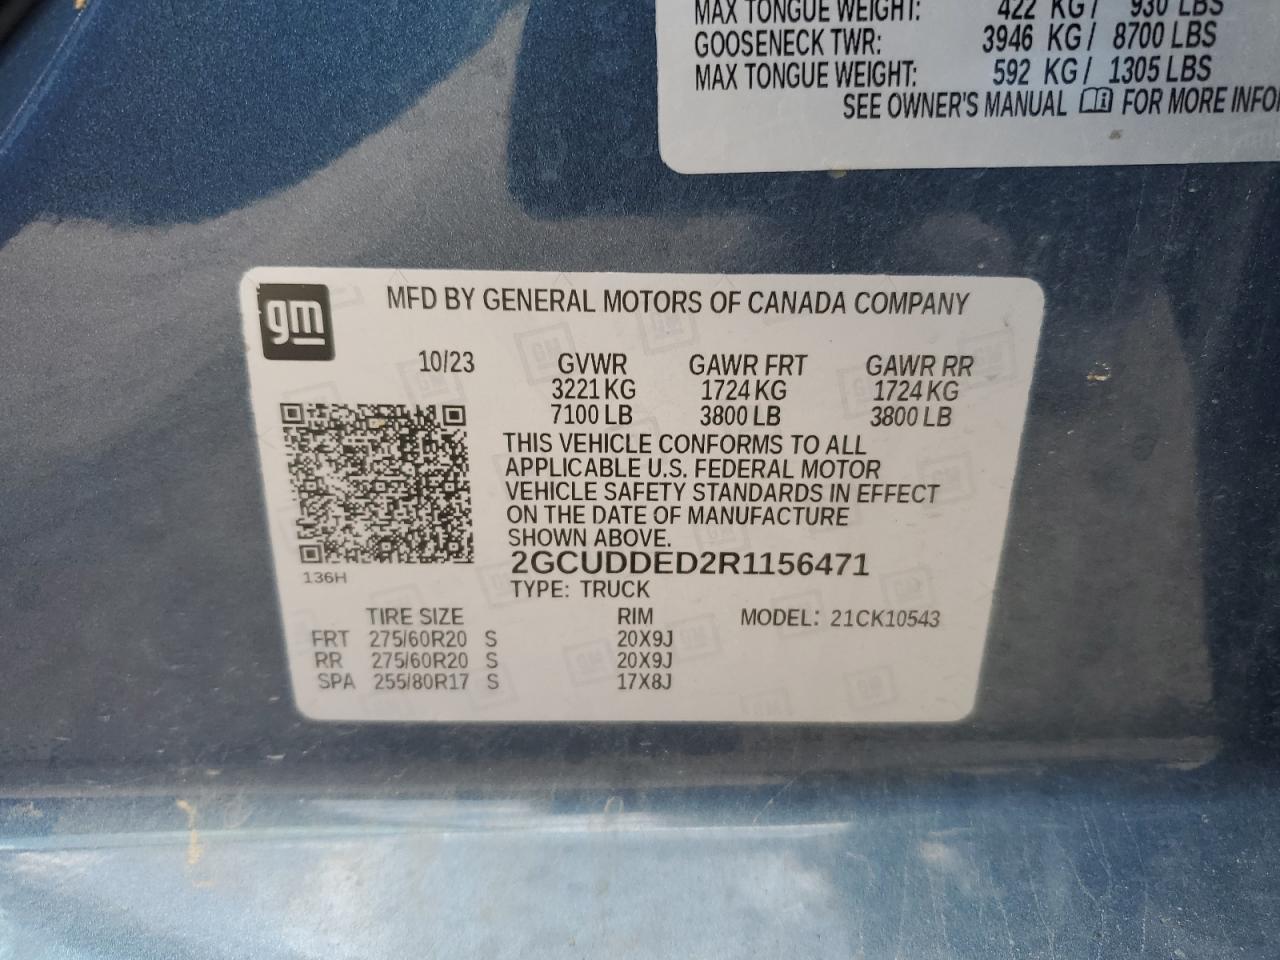 MAX TONGUE WEIGHT: 422 KG / 930 LBS
GOOSENECK TWR: 3946 KG / 8700 LBS
MAX TONGUE WEIGHT: 592 KG / 1305 LBS
SEE OWNER'S MANUAL FOR MORE INFO
gm
MFD BY GENERAL MOTORS OF CANADA COMPANY
10/23 GVWR GAWR FRT GAWR RR
3221 KG 1724 KG 1724 KG
7100 LB 3800 LB 3800 LB
THIS VEHICLE CONFORMS TO ALL
APPLICABLE U.S. FEDERAL MOTOR
VEHICLE SAFETY STANDARDS IN EFFECT
ON THE DATE OF MANUFACTURE
SHOWN ABOVE.
2GCUDDED2R1156471
136H
TYPE: TRUCK
TIRE SIZE RIM MODEL: 21CK10543
FRT 275/60R20 S 20X9J
RR 275/60R20 S 20X9J
SPA 255/80R17 S 17X8J